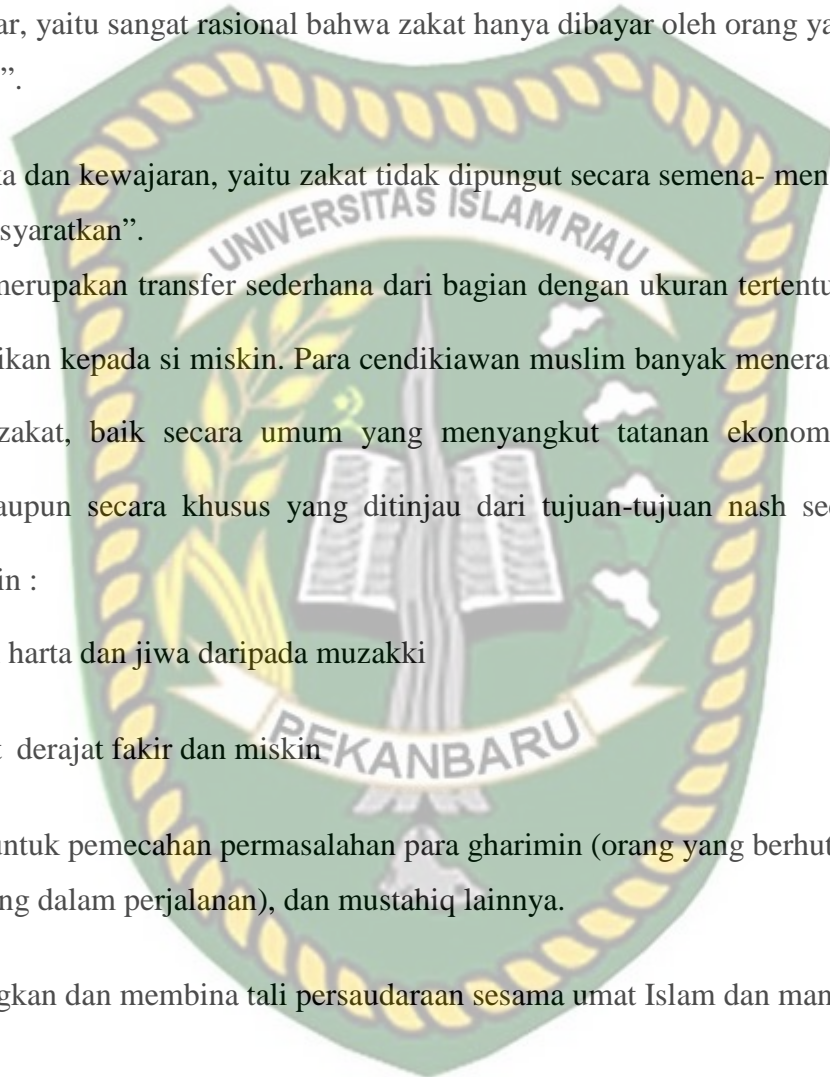 ar, yaitu sangat rasional bahwa zakat hanya dibayar oleh orang ya
”.
ka dan kewajaran, yaitu zakat tidak dipungut secara semena- men
syaratkan”.
UNIVERSITAS ISLAM RIAU
merupakan transfer sederhana dari bagian dengan ukuran tertentu
ikan kepada si miskin. Para cendikiawan muslim banyak menera
zakat, baik secara umum yang menyangkut tatanan ekonom
aupun secara khusus yang ditinjau dari tujuan-tujuan nash se
in :
harta dan jiwa daripada muzakki
t derajat fakir dan miskin
PEKANBARU
untuk pemecahan permasalahan para gharimin (orang yang berhut
ng dalam perjalanan), dan mustahiq lainnya.
gkan dan membina tali persaudaraan sesama umat Islam dan man